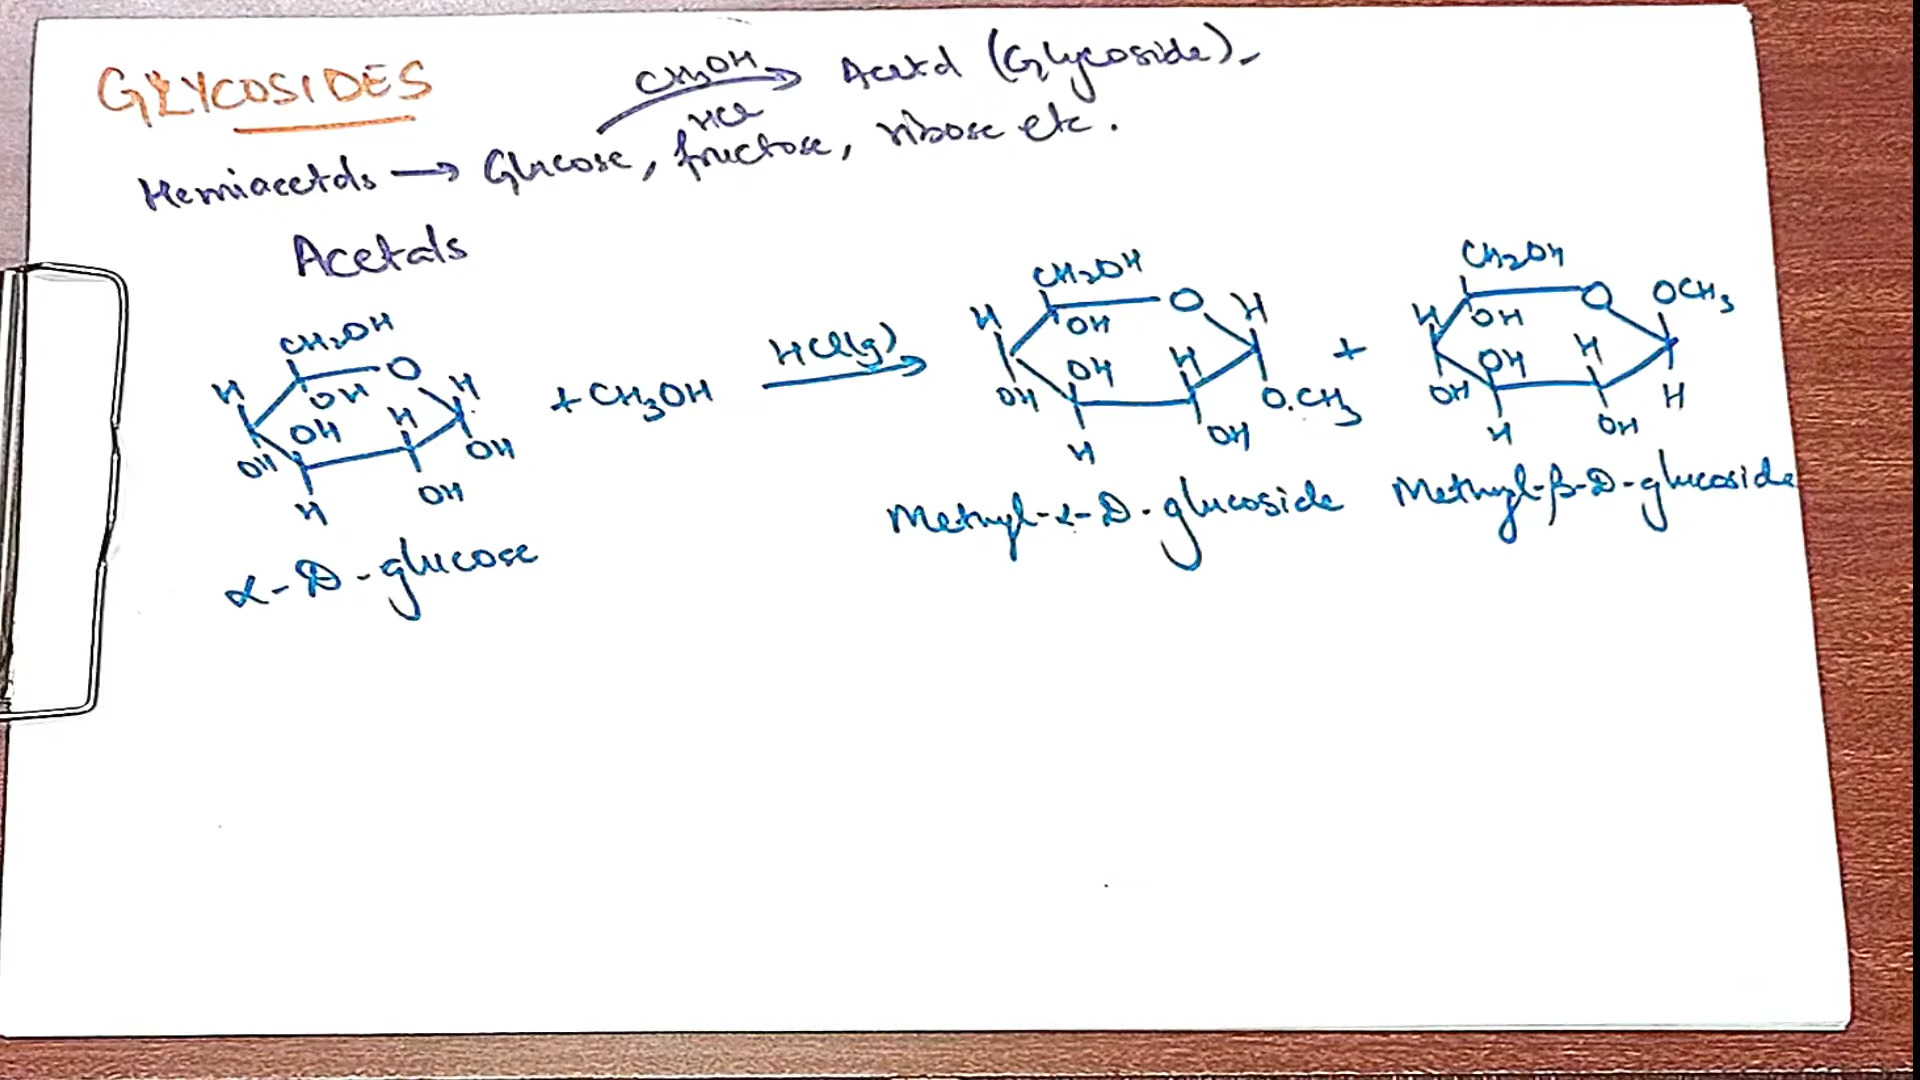 GLYCOSIDES
CH3OH
HCl
Acetal (Glycoside)-
Hemiacetals → Glucose, fructose, ribose etc.
Acetals
CH2OH
O
H
OH
H
H
OH
OH
OH
OH
H
α-D-glucose
+ CH3OH
HCl(g)
CH2OH
O
H
OH
H
H
OH
OH
O.CH3
OH
H
Methyl-α-D-glucoside
+
CH2OH
O
OCH3
H
OH
H
OH
OH
H
OH
H
Methyl-β-D-glucoside